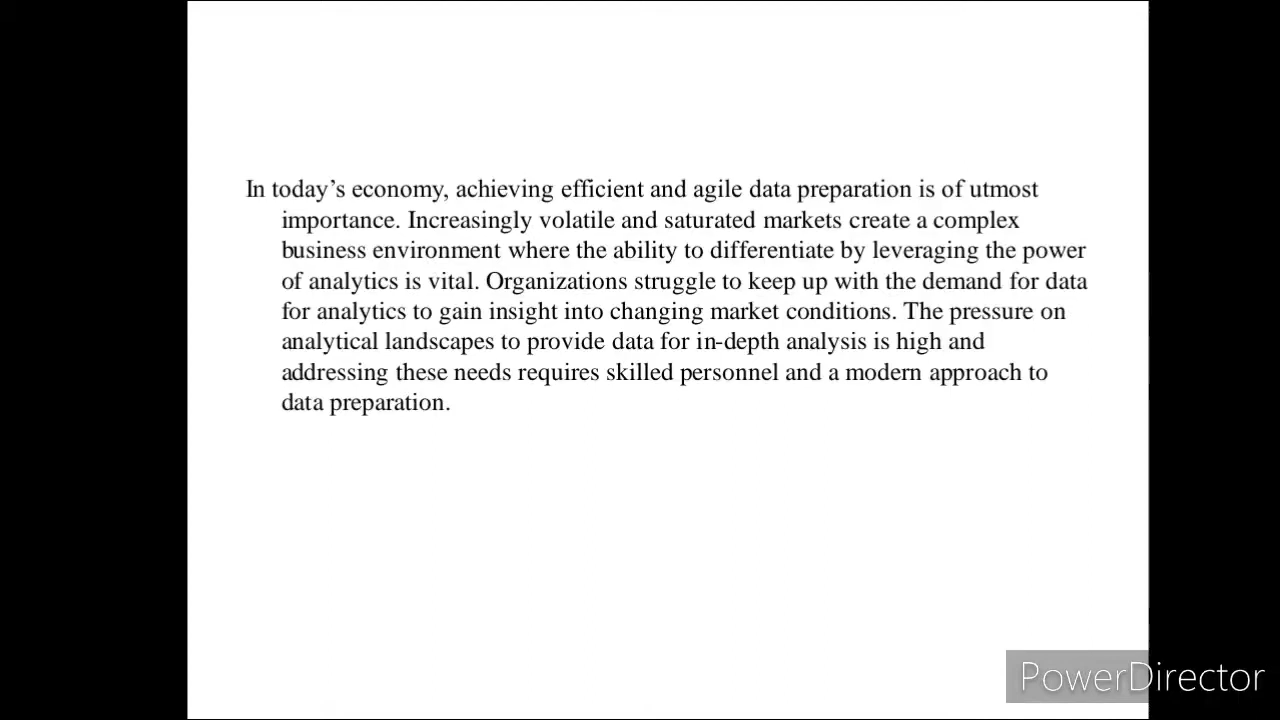 In today’s economy, achieving efficient and agile data preparation is of utmost
importance. Increasingly volatile and saturated markets create a complex
business environment where the ability to differentiate by leveraging the power
of analytics is vital. Organizations struggle to keep up with the demand for data
for analytics to gain insight into changing market conditions. The pressure on
analytical landscapes to provide data for in-depth analysis is high and
addressing these needs requires skilled personnel and a modern approach to
data preparation.
PowerDirector